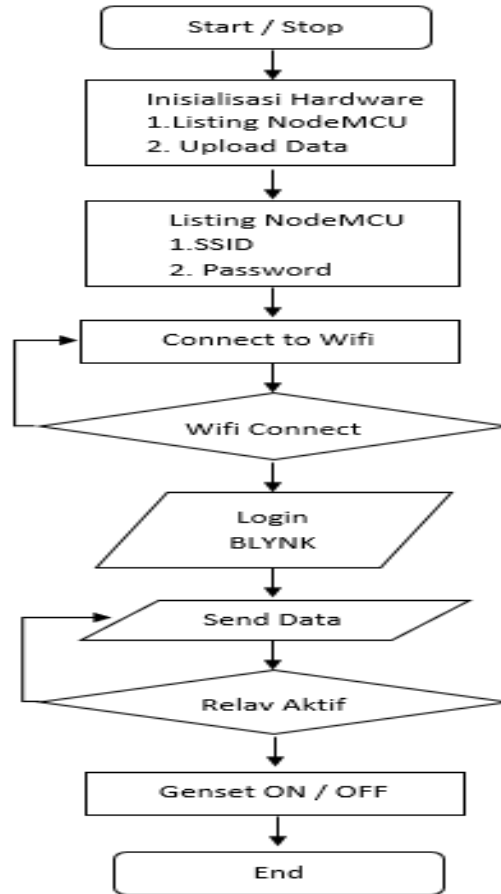 Start / Stop
Inisialisasi Hardware
1.Listing NodeMCU
2. Upload Data
Listing NodeMCU
1.SSID
2. Password
Connect to Wifi
Wifi Connect
Login
BLYNK
Send Data
Relav Aktif
Genset ON / OFF
End